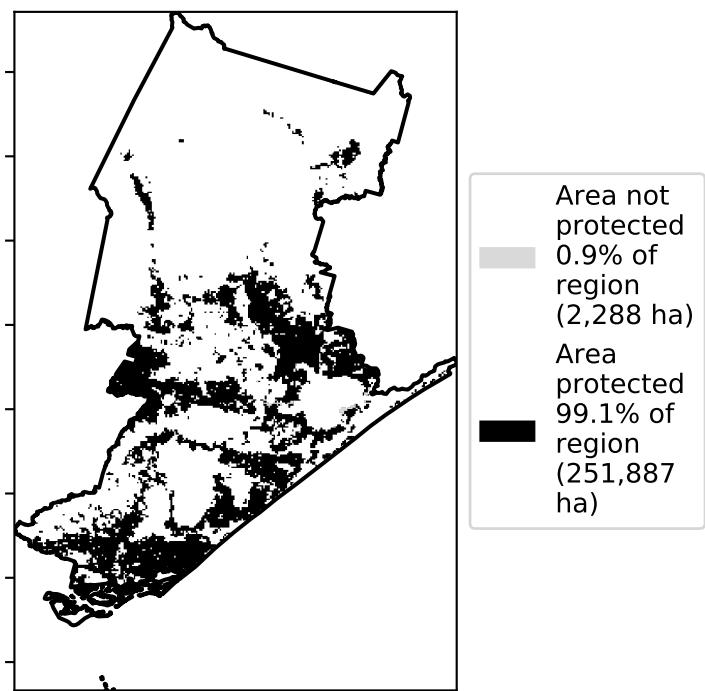 Area not
protected
0.9% of
region
(2,288 ha)
Area
protected
99.1% of
region
(251,887
ha)